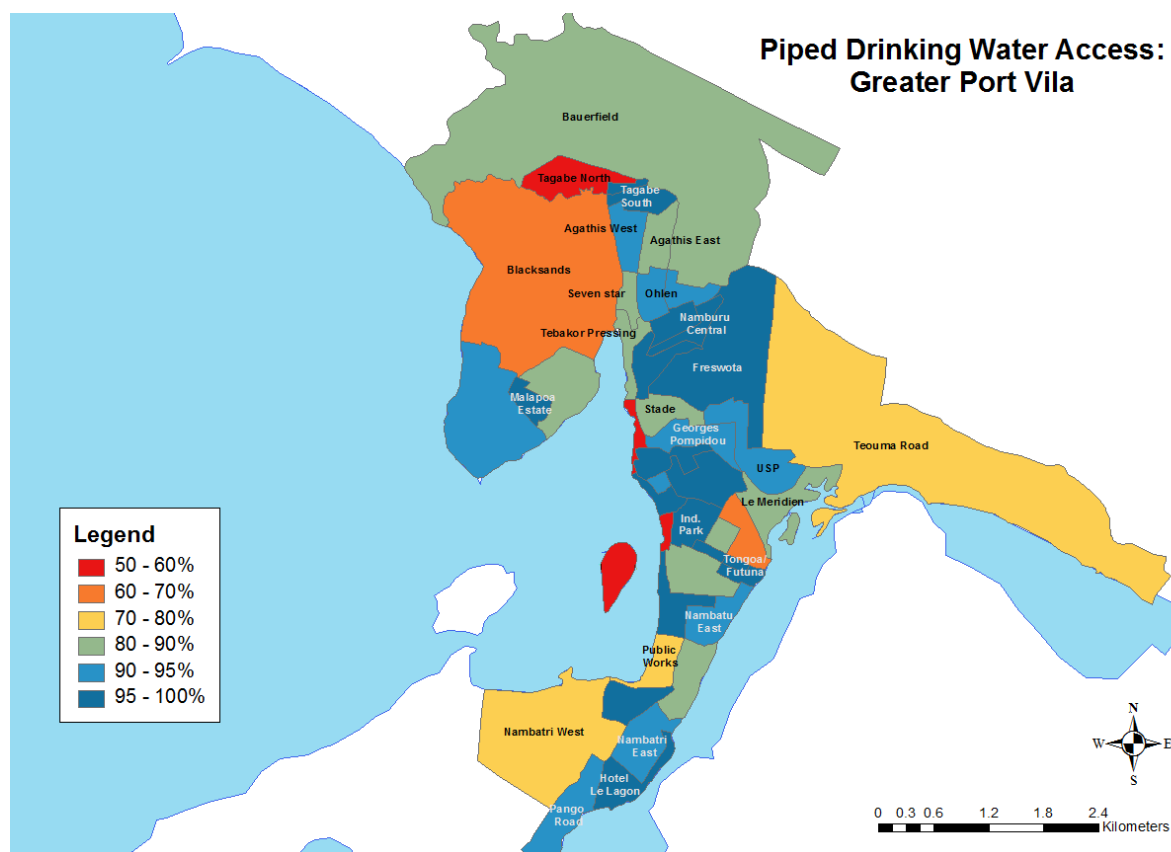 Piped Drinking Water Access:
Greater Port Vila
Bauerfield
Tagabe North
Tagabe
South
Agathis West
Agathis East
Blacksands
Seven star
Ohlen
Namburu
Central
Tebakor Pressing
Freswota
Malapoa
Estate
Stade
Georges
Pompidou
Teouma Road
USP
Le Meridien
Ind.
Park
Tongoa/
Futuna
Nambatu
East
Public
Works
Nambatri West
Nambatri
East
Hotel
Le Lagon
Pango
Road
Legend
50 - 60%
60 - 70%
70 - 80%
80 - 90%
90 - 95%
95 - 100%
N
W
E
S
0 0.3 0.6 1.2 1.8 2.4
Kilometers